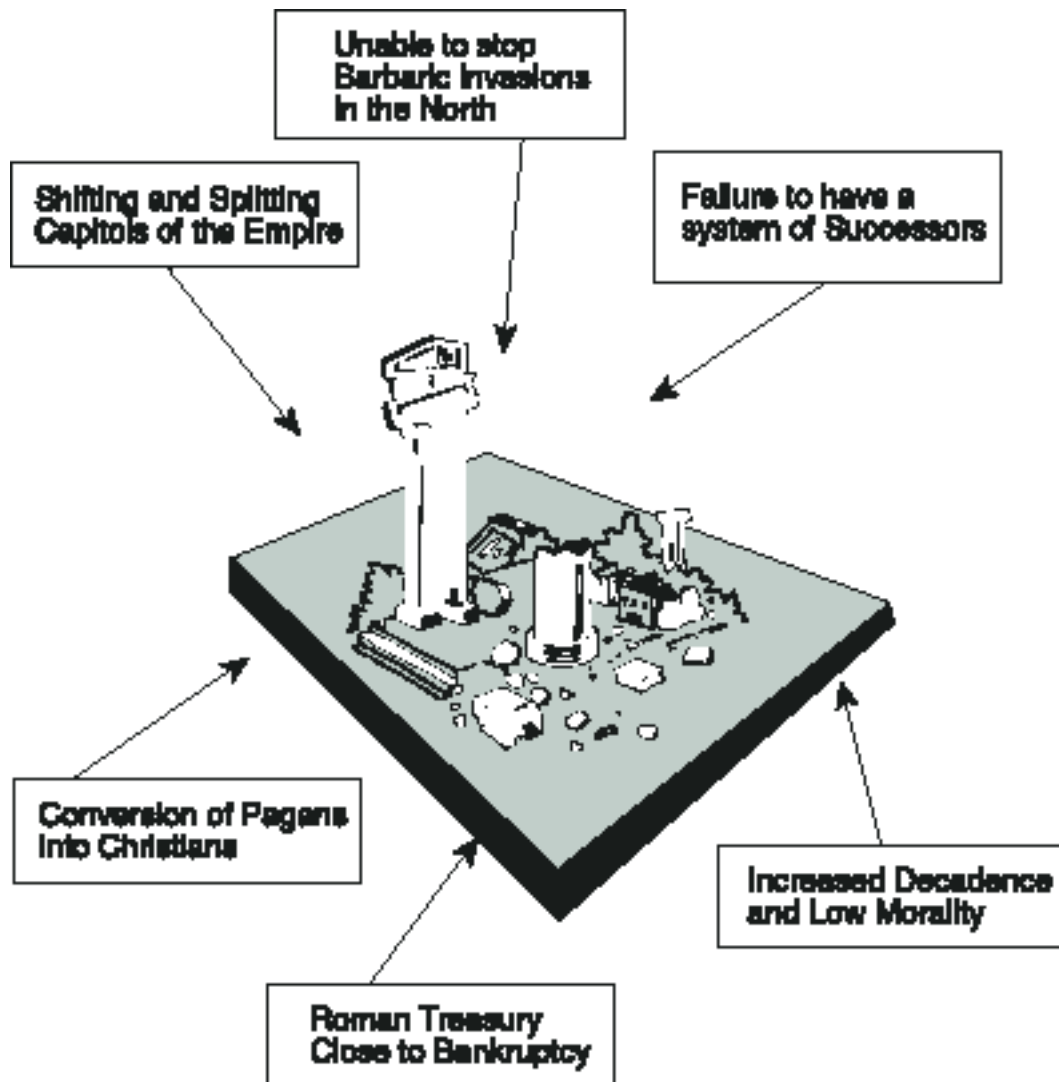 Unable to stop
Barbaric Invasions
in the North
Shifting and Splitting
Capitols of the Empire
Failure to have a
system of Successors
Conversion of Pagans
into Christians
Increased Decadence
and Low Morality
Roman Treasury
Close to Bankruptcy